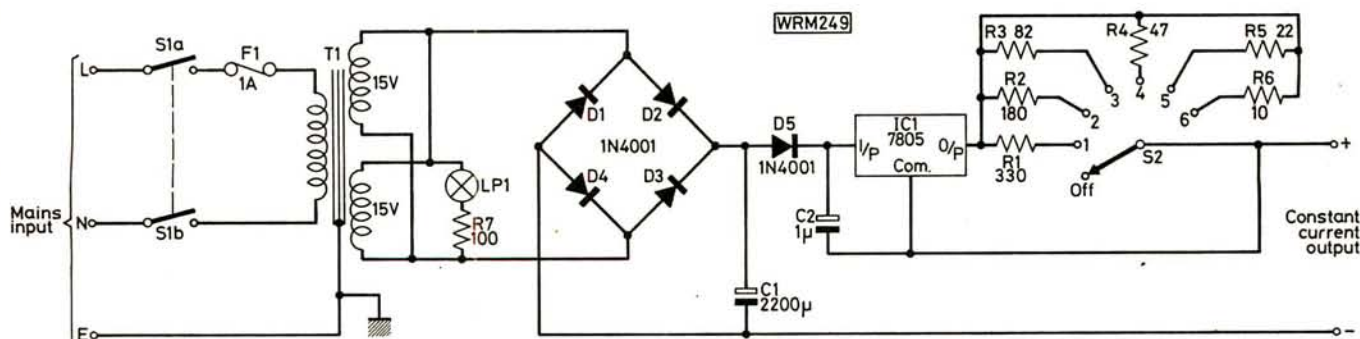 WRM249
Mains input
L
N
E
S1a
S1b
F1
1A
T1
15V
15V
LP1
R7
100
D1
D2
D3
D4
1N4001
C1
2200μ
D5
1N4001
C2
1μ
IC1
7805
I/P
O/P
Com.
R3 82
R2
180
R1
330
R4 47
R5 22
R6
10
1
2
3
4
5
6
Off
S2
+
Constant
current
output
-